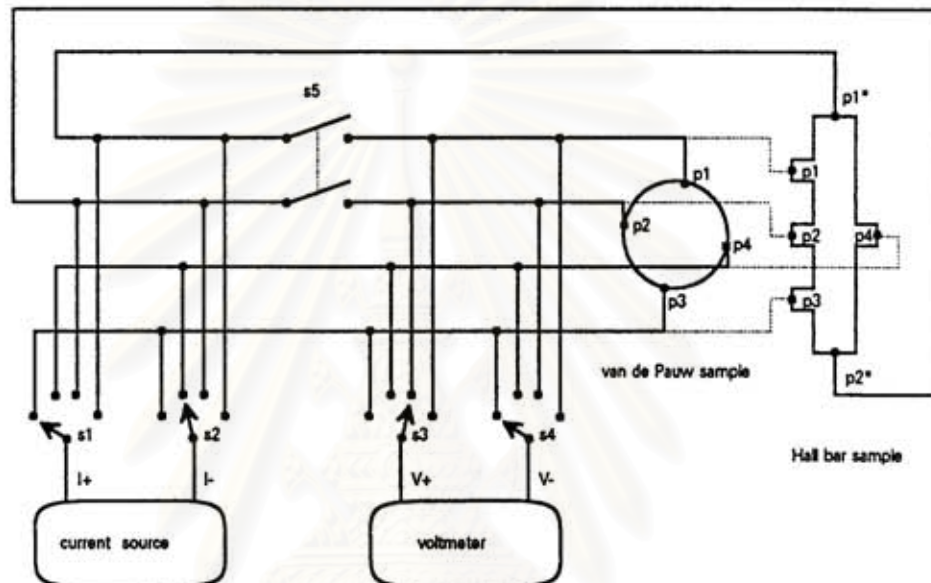 s5
p1*
p1
p1
p2
p2
p4
p4
p3
p3
van de Pauw sample
p2*
s1
s2
s3
s4
Hall bar sample
I+
I-
V+
V-
current source
voltmeter